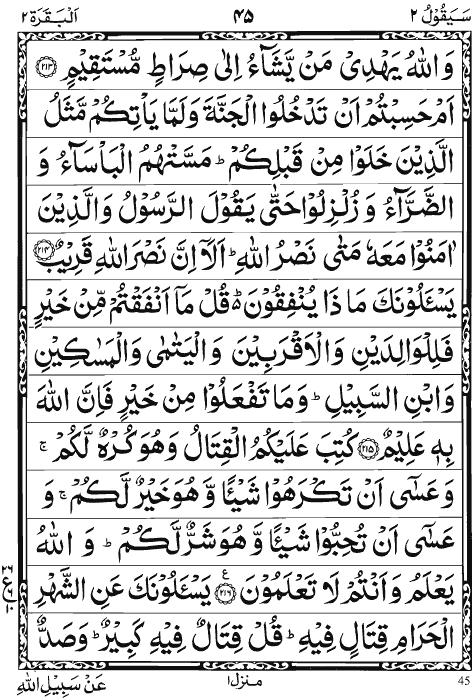 سَيَقُوْلُ ٢ ٤٥ اَلْبَقَرَة ٢
وَاللّٰهُ يَهْدِىْ مَنْ يَّشَآءُ اِلٰى صِرَاطٍ مُّسْتَقِيْمٍ ﴿٢١٣﴾
اَمْ حَسِبْتُمْ اَنْ تَدْخُلُوا الْجَنَّةَ وَلَمَّا يَاْتِكُمْ مَّثَلُ
الَّذِيْنَ خَلَوْا مِنْ قَبْلِكُمْ ؕ مَسَّتْهُمُ الْبَاْسَآءُ وَ
الضَّرَّآءُ وَ زُلْزِلُوْا حَتّٰى يَقُوْلَ الرَّسُوْلُ وَالَّذِيْنَ
اٰمَنُوْا مَعَهٗ مَتٰى نَصْرُ اللّٰهِ ؕ اَلَاۤ اِنَّ نَصْرَ اللّٰهِ قَرِيْبٌ ﴿٢١٤﴾
يَسْـَٔلُوْنَكَ مَا ذَا يُنْفِقُوْنَ ؕ قُلْ مَاۤ اَنْفَقْتُمْ مِّنْ خَيْرٍ
فَلِلْوَالِدَيْنِ وَالْاَقْرَبِيْنَ وَالْيَتٰمٰى وَالْمَسٰكِيْنِ
وَابْنِ السَّبِيْلِ ؕ وَمَا تَفْعَلُوْا مِنْ خَيْرٍ فَاِنَّ اللّٰهَ
بِهٖ عَلِيْمٌ ﴿٢١٥﴾ كُتِبَ عَلَيْكُمُ الْقِتَالُ وَهُوَ كُرْهٌ لَّكُمْ ۚ
وَ عَسٰۤى اَنْ تَكْرَهُوْا شَيْـًٔا وَّ هُوَ خَيْرٌ لَّكُمْ ۚ وَ
عَسٰۤى اَنْ تُحِبُّوْا شَيْـًٔا وَّ هُوَ شَرٌّ لَّكُمْ ؕ وَ اللّٰهُ
يَعْلَمُ وَاَنْتُمْ لَا تَعْلَمُوْنَ ﴿٢١٦﴾ يَسْـَٔلُوْنَكَ عَنِ الشَّهْرِ
الْحَرَامِ قِتَالٍ فِيْهِ ؕ قُلْ قِتَالٌ فِيْهِ كَبِيْرٌ ؕ وَصَدٌّ
٢٦ ع ١٠
عَنْ سَبِيْلِ اللّٰهِ منزل ١ 45